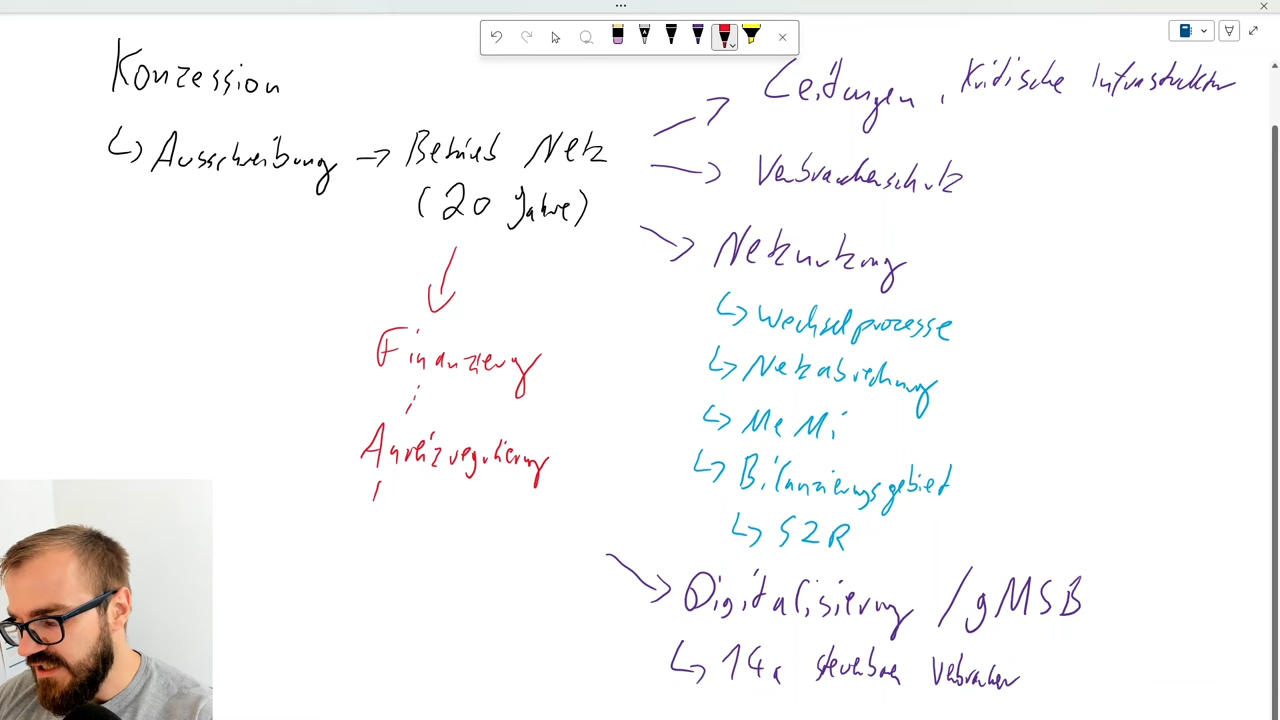 Konzession
↳ Ausschreibung → Betrieb Netz
(20 Jahre)
Finanzierung
Anreizregulierung
→ Leitungen, Kritische Infrastruktur
→ Verbraucherschutz
→ Netznutzung
↳ Wechselprozesse
↳ Netzabrechnung
↳ MeMi
↳ Bilanzierungsgebiet
↳ SZR
→ Digitalisierung / gMSB
↳ 14a steuerbare Verbraucher